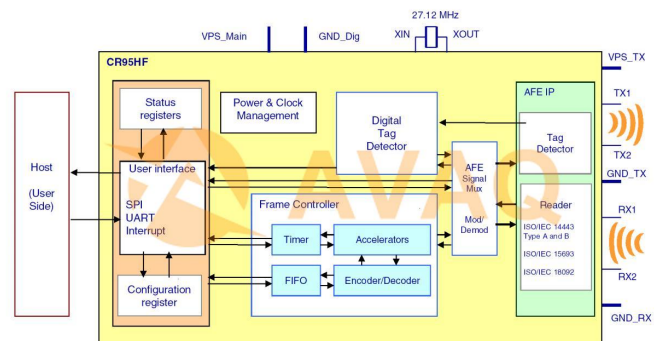 27.12 MHz
VPS_Main
GND_Dig
XIN
XOUT
CR95HF
VPS_TX
Status
registers
Power & Clock
Management
Digital
Tag
Detector
AFE IP
TX1
Tag
Detector
TX2
GND_TX
Host
(User
Side)
User interface
SPI
UART
Interrupt
AFE
Signal
Mux
Mod/
Demod
Frame Controller
Timer
Accelerators
FIFO
Encoder/Decoder
Configuration
register
Reader
ISO/IEC 14443
Type A and B
ISO/IEC 15693
ISO/IEC 18092
RX1
RX2
GND_RX
AVAQ